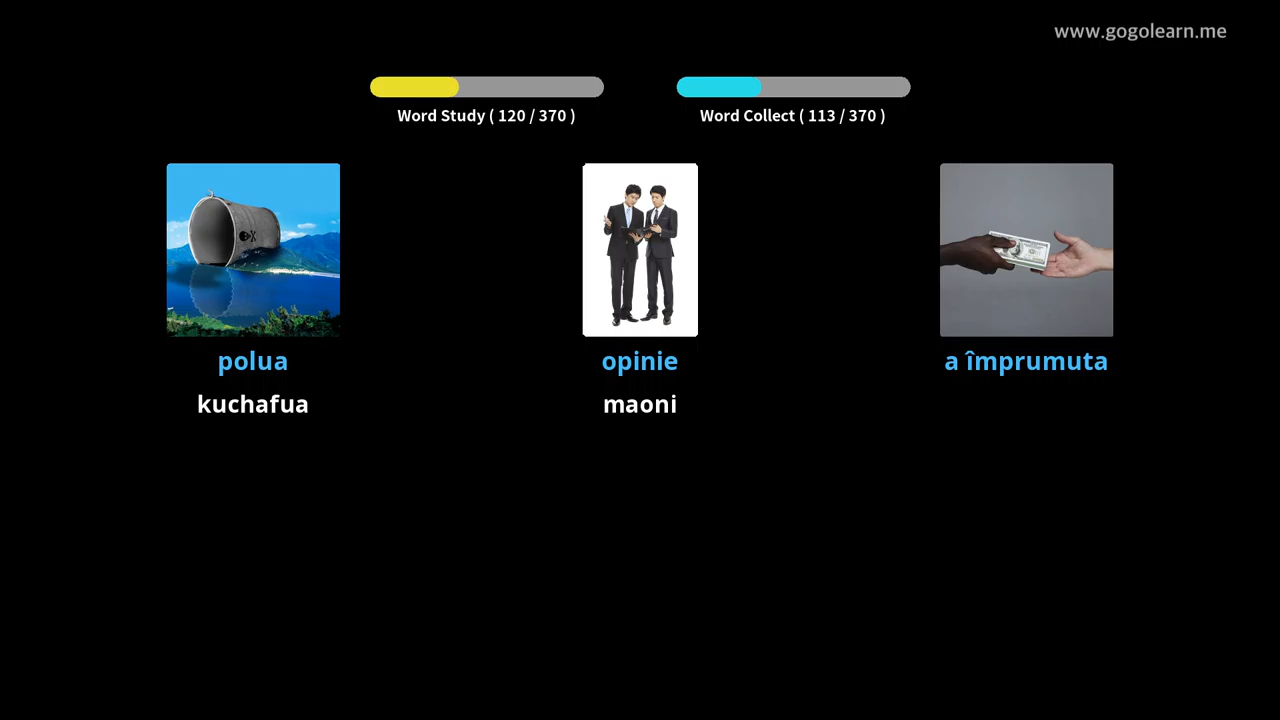 www.gogolearn.me
Word Study ( 120 / 370 )
Word Collect ( 113 / 370 )
polua
opinie
a împrumuta
kuchafua
maoni